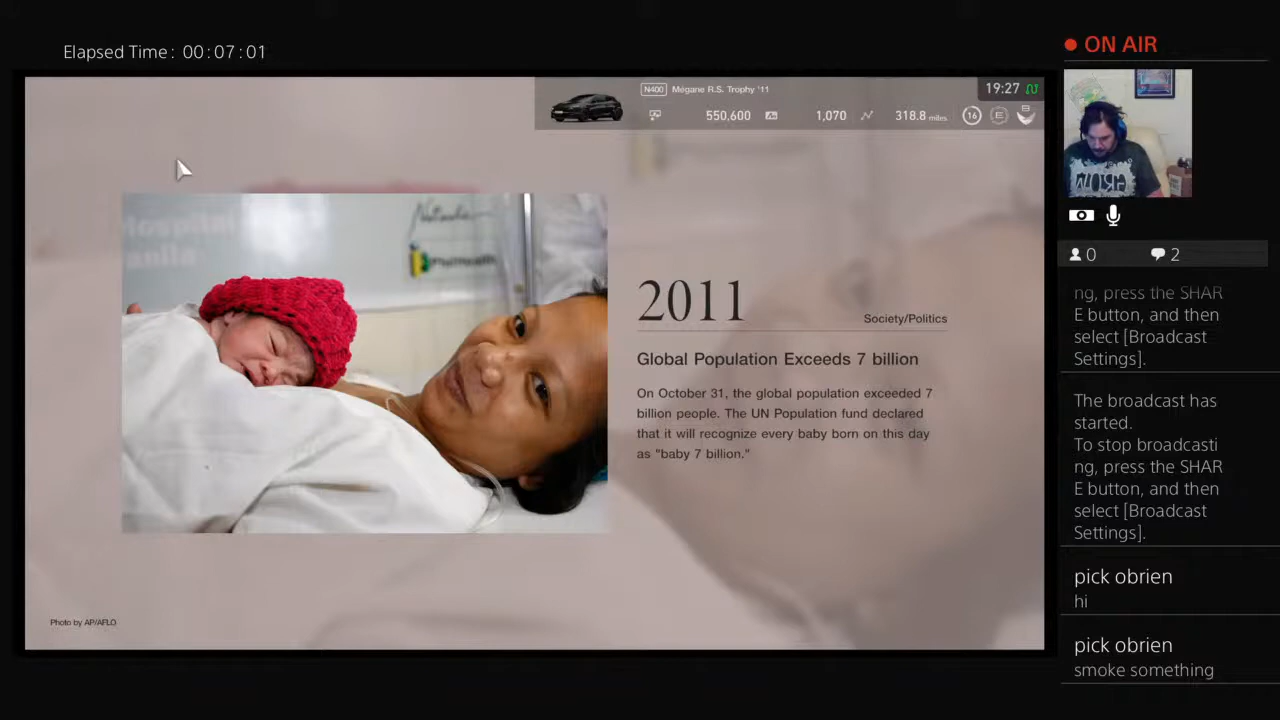 Elapsed Time: 00:07:01
ON AIR
N400 Mégane R.S. Trophy '11
19:27
550,600 1,070 318.8 miles 16 E
Hospital
anila
PhilHealth
2011
Society/Politics
Global Population Exceeds 7 billion
On October 31, the global population exceeded 7
billion people. The UN Population fund declared
that it will recognize every baby born on this day
as "baby 7 billion."
Photo by AP/AFLO
0 2
ng, press the SHAR
E button, and then
select [Broadcast
Settings].
The broadcast has
started.
To stop broadcasti
ng, press the SHAR
E button, and then
select [Broadcast
Settings].
pick obrien
hi
pick obrien
smoke something